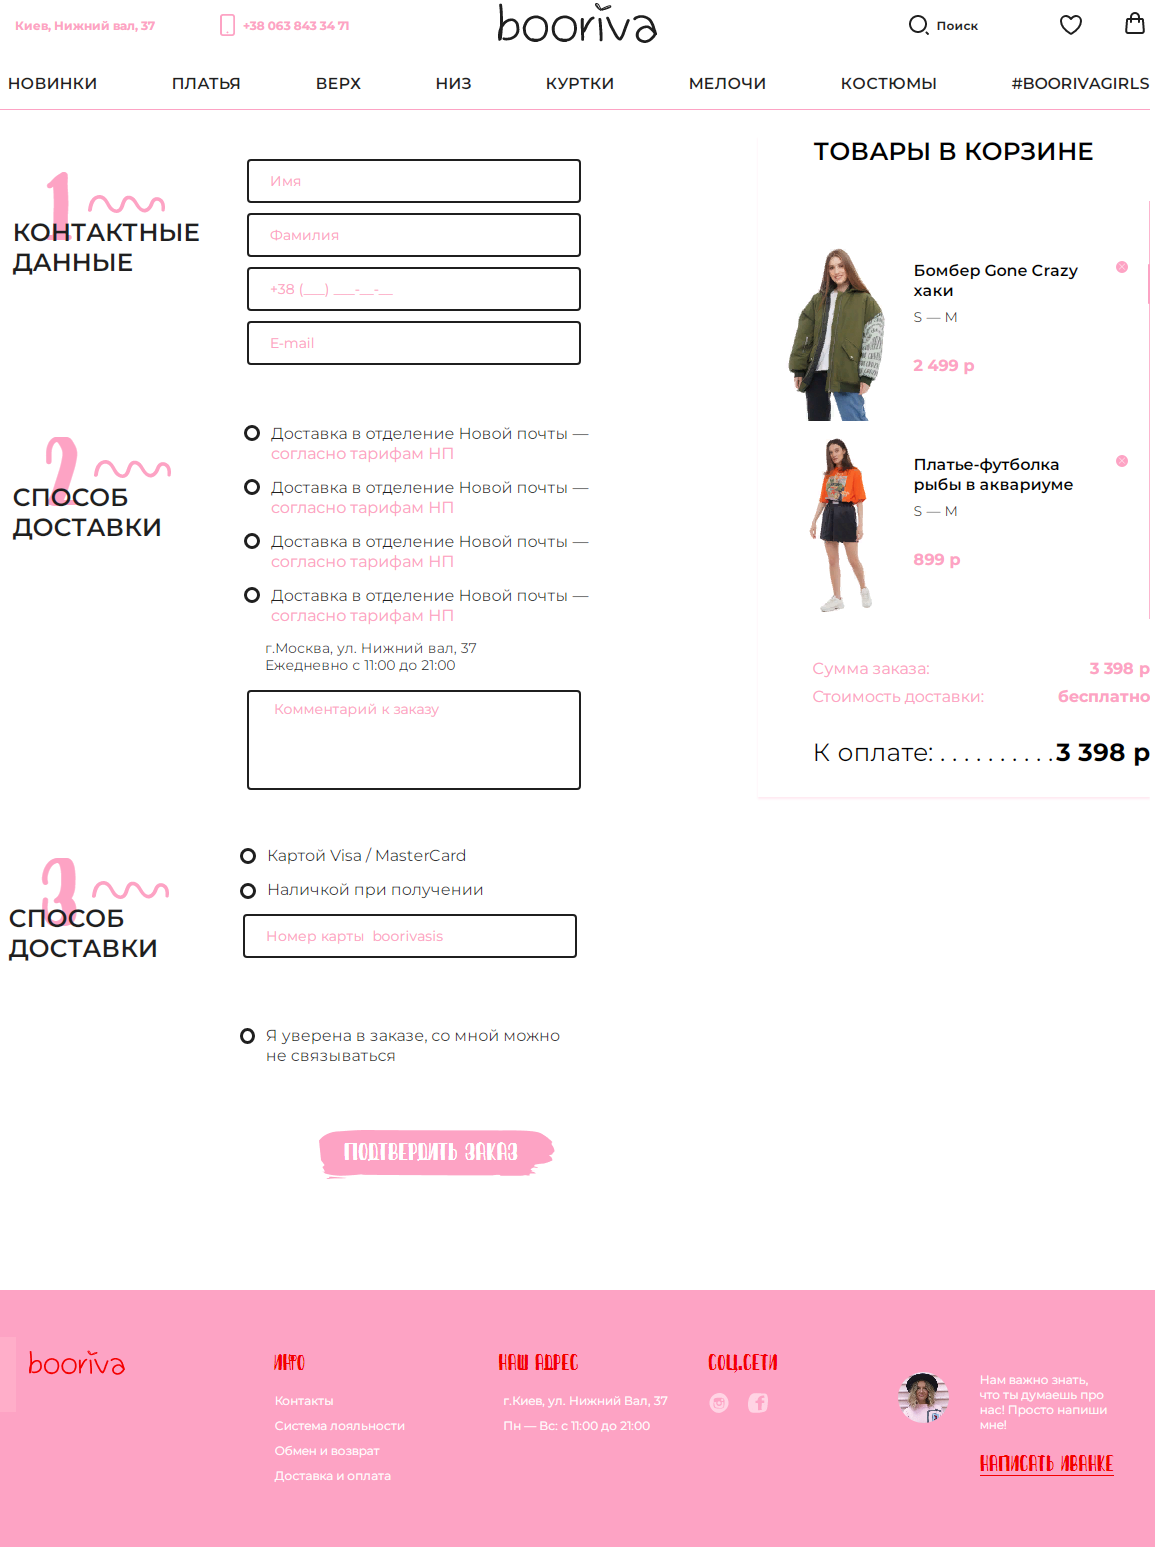 Киев, Нижний вал, 37
+38 063 843 34 71
booriva
Поиск
НОВИНКИ ПЛАТЬЯ ВЕРХ НИЗ КУРТКИ МЕЛОЧИ КОСТЮМЫ #BOORIVAGIRLS
1
КОНТАКТНЫЕ
ДАННЫЕ
Имя
Фамилия
+38 (___) ___-__-__
E-mail
2
СПОСОБ
ДОСТАВКИ
Доставка в отделение Новой почты —
согласно тарифам НП
Доставка в отделение Новой почты —
согласно тарифам НП
Доставка в отделение Новой почты —
согласно тарифам НП
Доставка в отделение Новой почты —
согласно тарифам НП
г.Москва, ул. Нижний вал, 37
Ежедневно с 11:00 до 21:00
Комментарий к заказу
3
СПОСОБ
ДОСТАВКИ
Картой Visa / MasterCard
Наличкой при получении
Номер карты boorivasis
Я уверена в заказе, со мной можно
не связываться
ПОДТВЕРДИТЬ ЗАКАЗ
ТОВАРЫ В КОРЗИНЕ
Бомбер Gone Crazy
хаки
S — M
2 499 р
Платье-футболка
рыбы в аквариуме
S — M
899 р
Сумма заказа: 3 398 р
Стоимость доставки: бесплатно
К оплате: . . . . . . . . . . 3 398 р
booriva
ИНФО
Контакты
Система лояльности
Обмен и возврат
Доставка и оплата
НАШ АДРЕС
г.Киев, ул. Нижний Вал, 37
Пн — Вс: с 11:00 до 21:00
СОЦ.СЕТИ
Нам важно знать,
что ты думаешь про
нас! Просто напиши
мне!
НАПИСАТЬ ИВАНКЕ